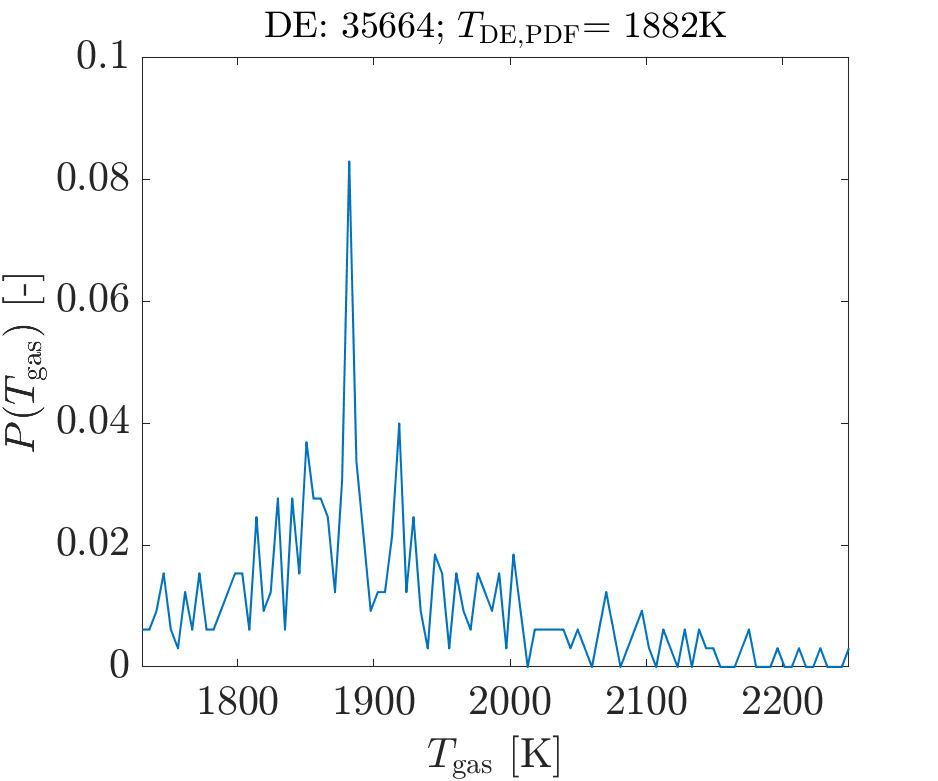 DE: 35664; T_DE,PDF= 1882K
0.1
0.08
0.06
0.04
0.02
0
P(T_gas) [-]
1800 1900 2000 2100 2200
T_gas [K]